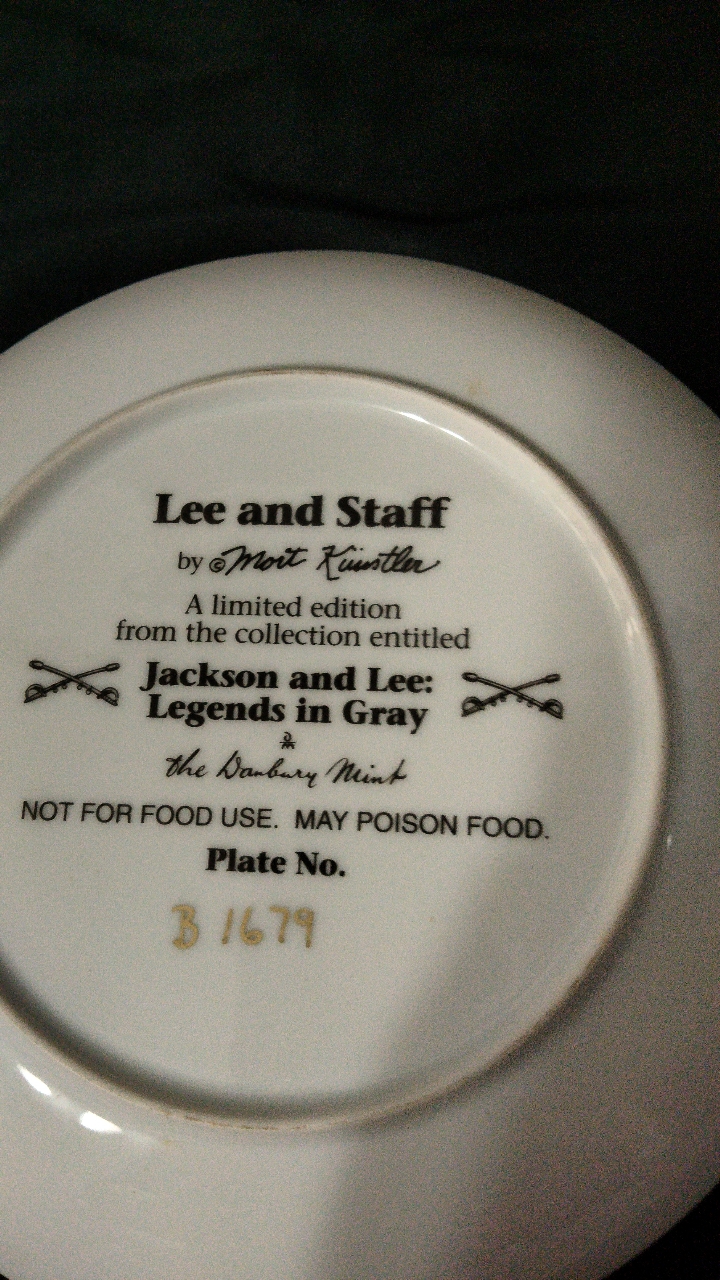 Lee and Staff
by © Mort Künstler
A limited edition
from the collection entitled
Jackson and Lee:
Legends in Gray
the Danbury Mint
NOT FOR FOOD USE. MAY POISON FOOD.
Plate No.
B 1679